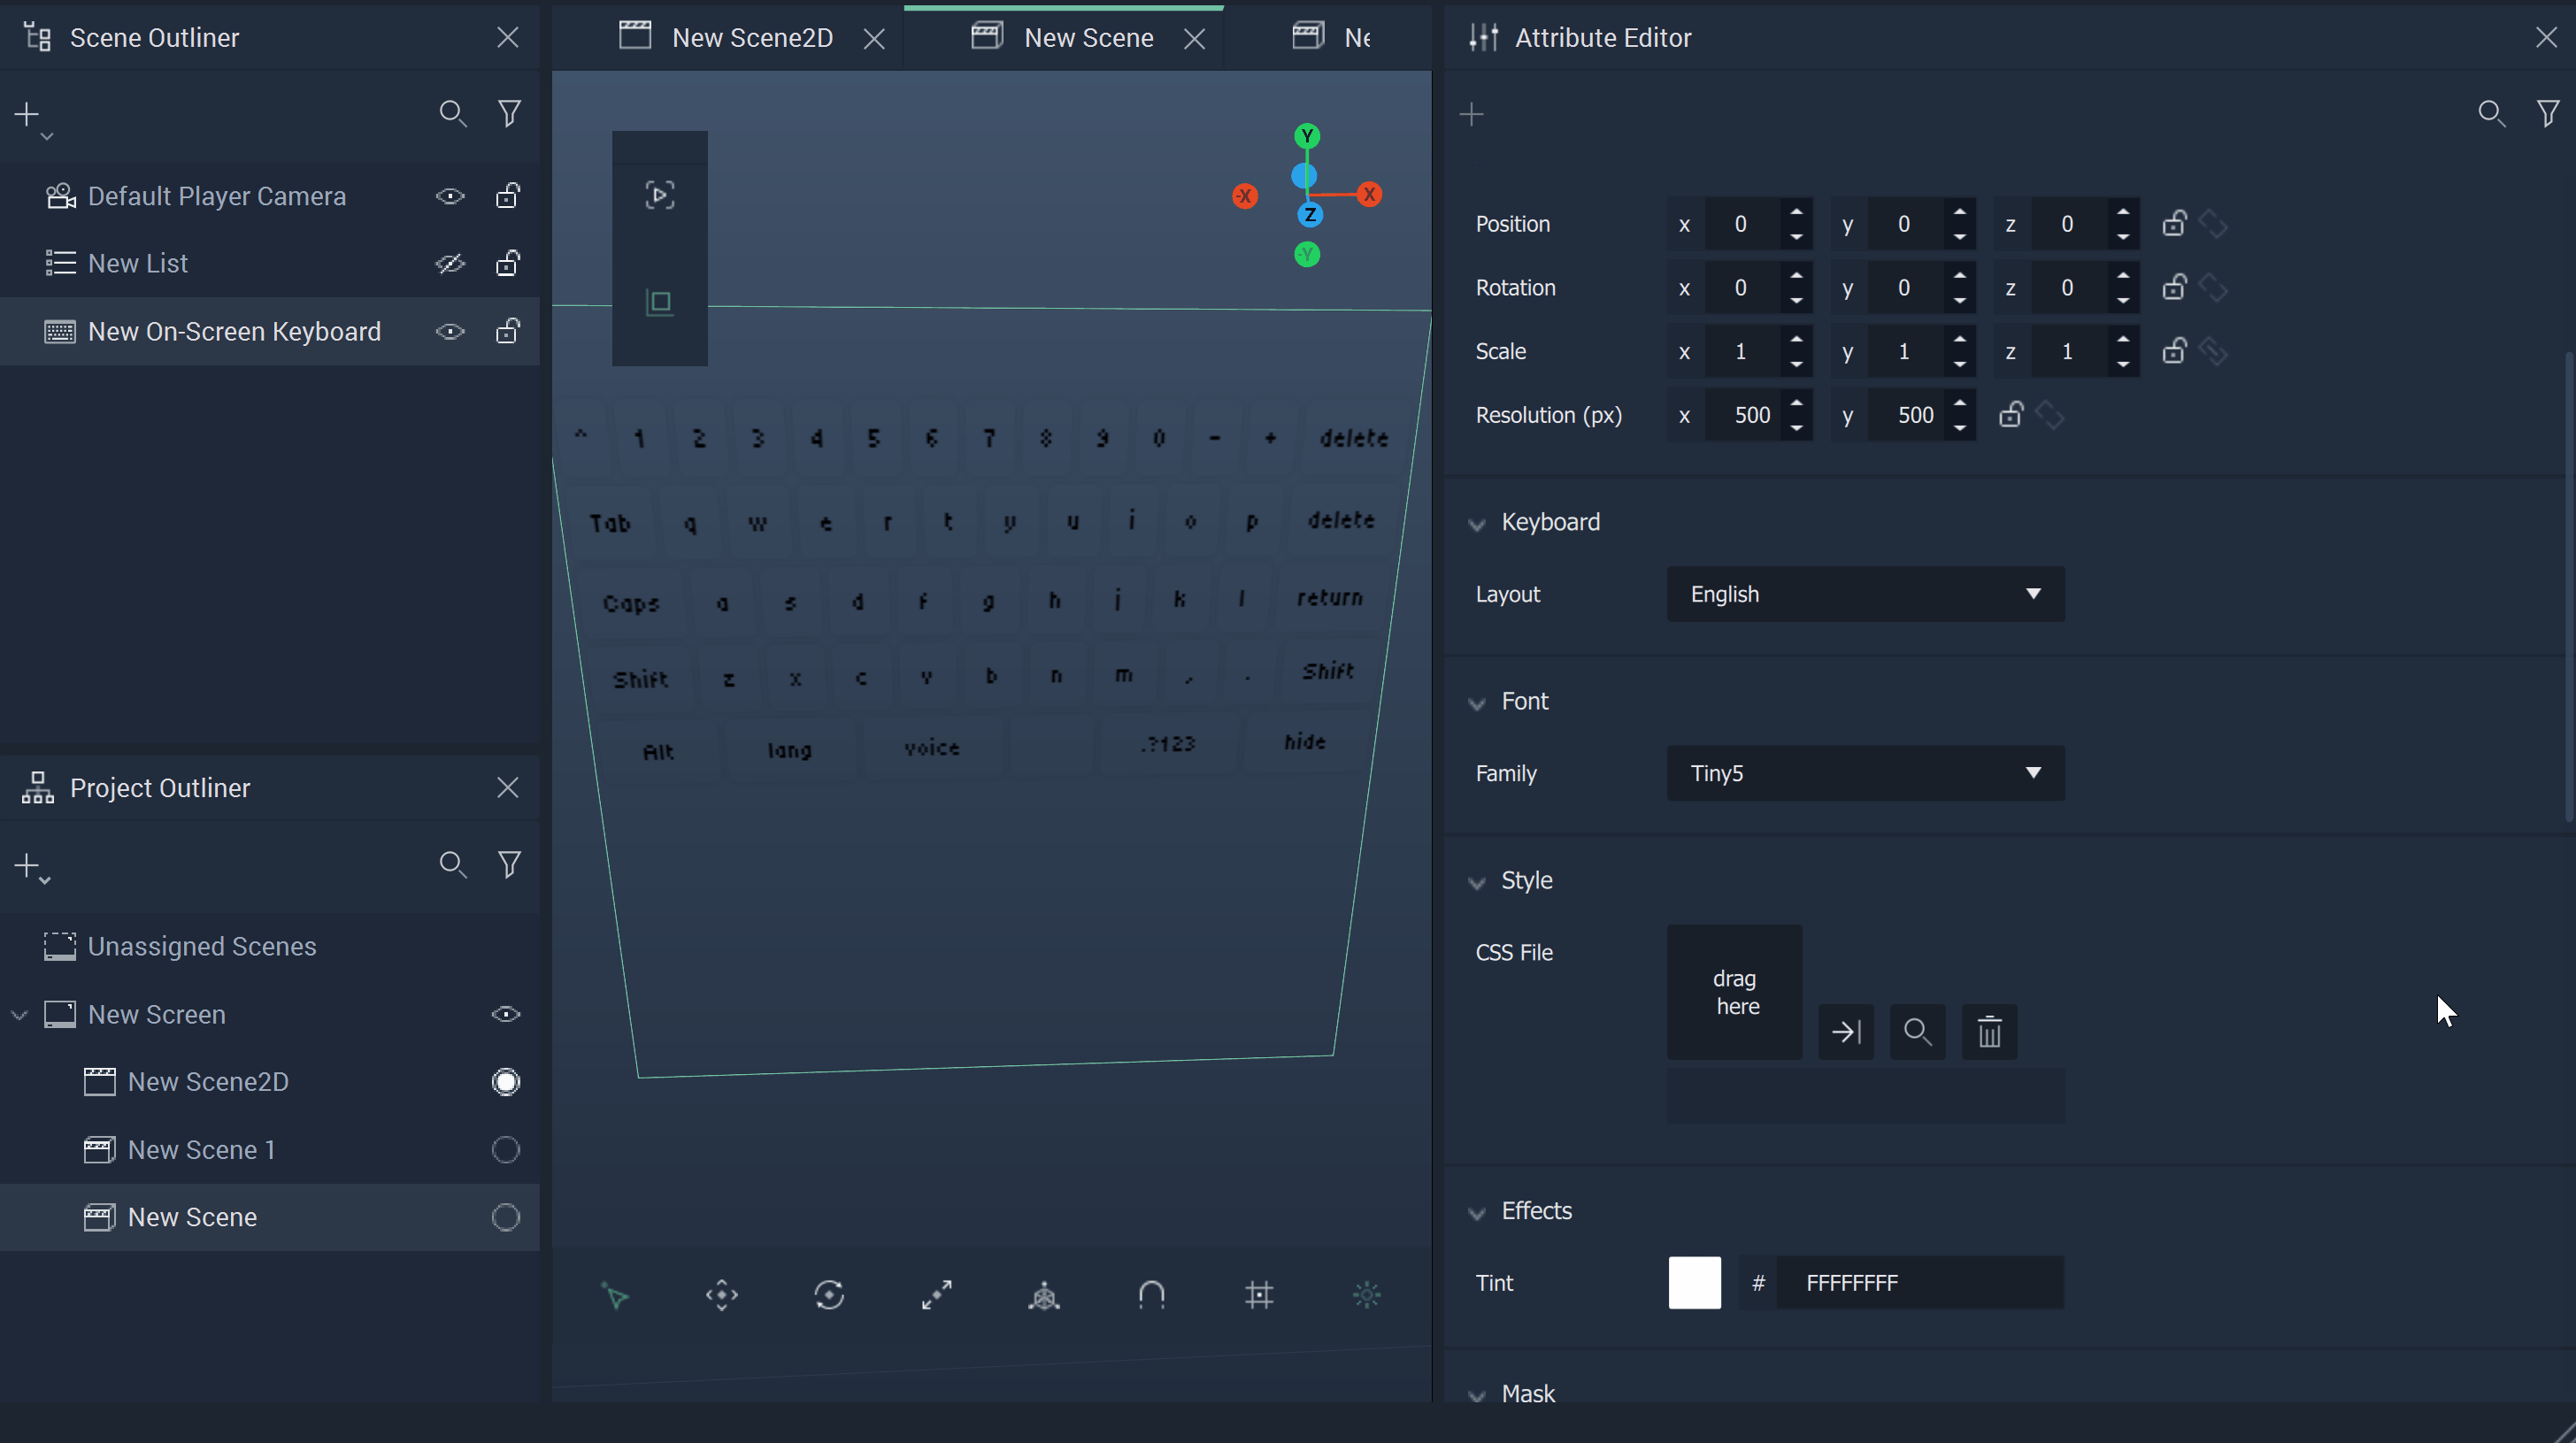 Scene Outliner
Default Player Camera
New List
New On-Screen Keyboard
Project Outliner
Unassigned Scenes
New Screen
New Scene2D
New Scene 1
New Scene
New Scene2D
New Scene
Y
-X
X
Z
-Y
^ 1 2 3 4 5 6 7 8 9 0 - + delete
Tab q w e r t y u i o p delete
Caps a s d f g h j k l return
Shift z x c v b n m , . Shift
Alt lang voice .?123 hide
Attribute Editor
Position x 0 y 0 z 0
Rotation x 0 y 0 z 0
Scale x 1 y 1 z 1
Resolution (px) x 500 y 500
Keyboard
Layout English
Font
Family Tiny5
Style
CSS File
drag
here
Effects
Tint # FFFFFFFF
Mask